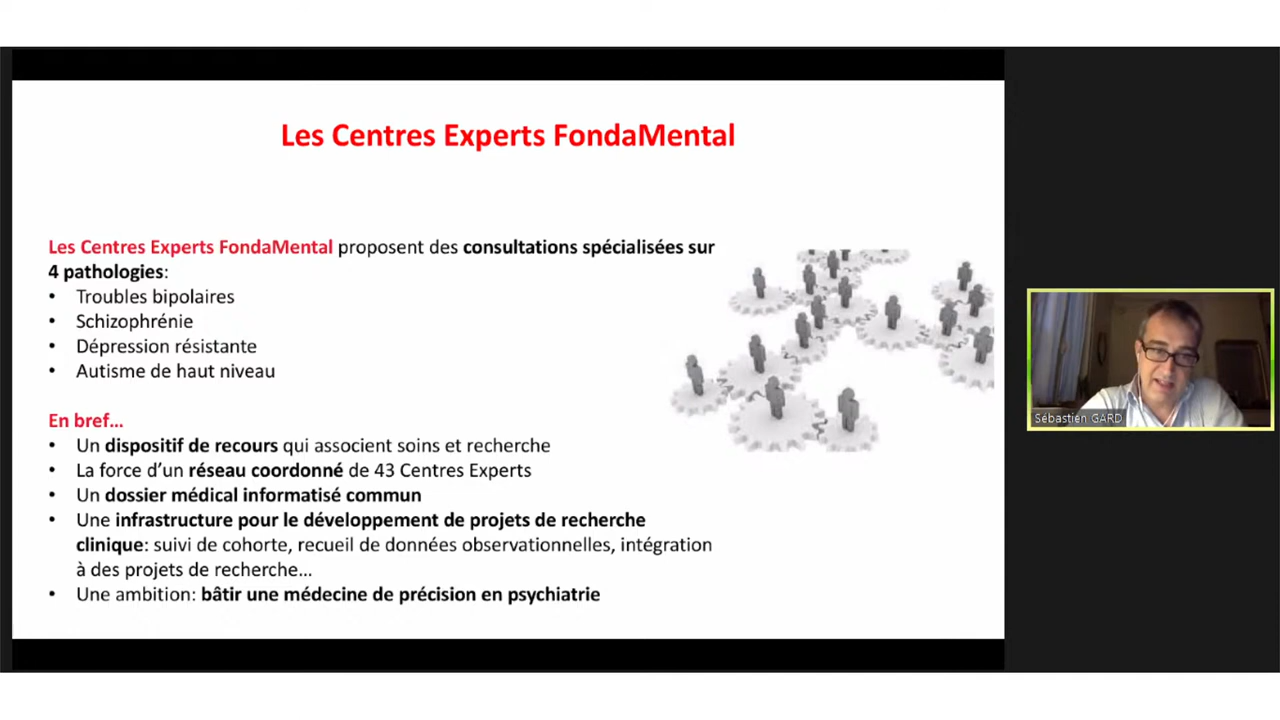 Les Centres Experts FondaMental
Les Centres Experts FondaMental proposent des consultations spécialisées sur
4 pathologies:
• Troubles bipolaires
• Schizophrénie
• Dépression résistante
• Autisme de haut niveau
En bref...
• Un dispositif de recours qui associent soins et recherche
• La force d'un réseau coordonné de 43 Centres Experts
• Un dossier médical informatisé commun
• Une infrastructure pour le développement de projets de recherche
clinique: suivi de cohorte, recueil de données observationnelles, intégration
à des projets de recherche...
• Une ambition: bâtir une médecine de précision en psychiatrie
Sébastien GARD